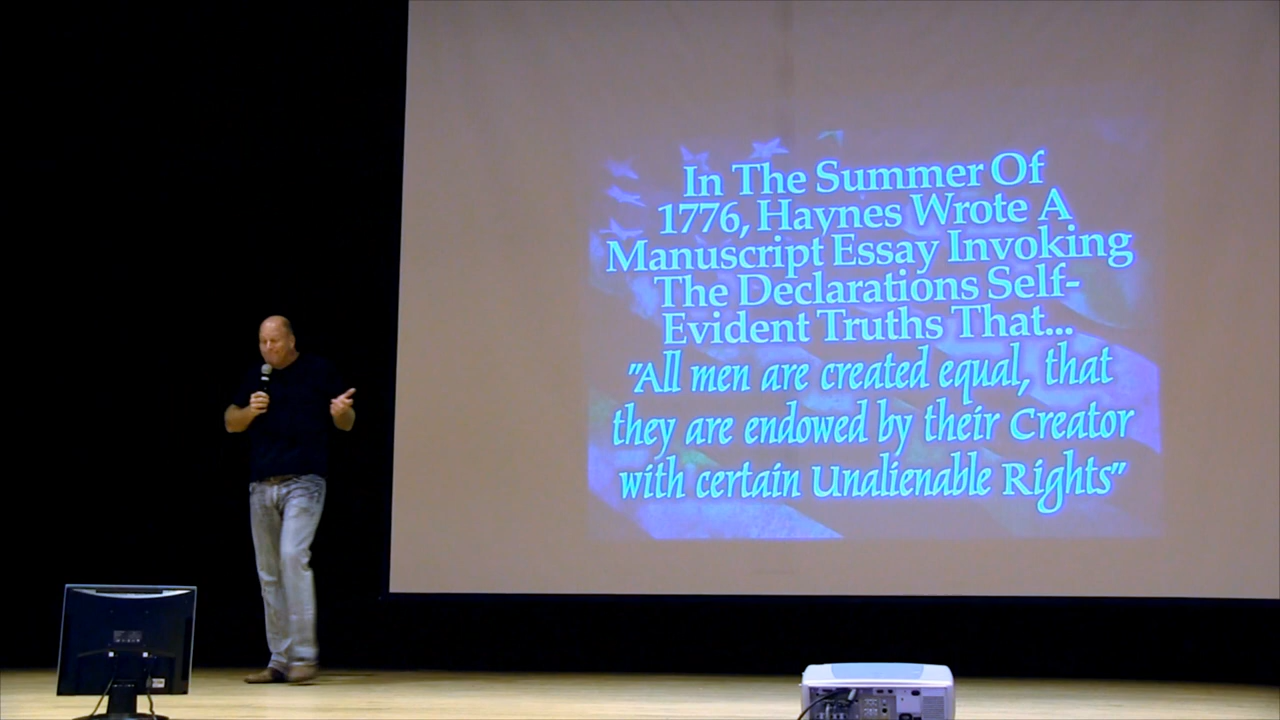 In The Summer Of
1776, Haynes Wrote A
Manuscript Essay Invoking
The Declarations Self-
Evident Truths That...
"All men are created equal, that
they are endowed by their Creator
with certain Unalienable Rights"